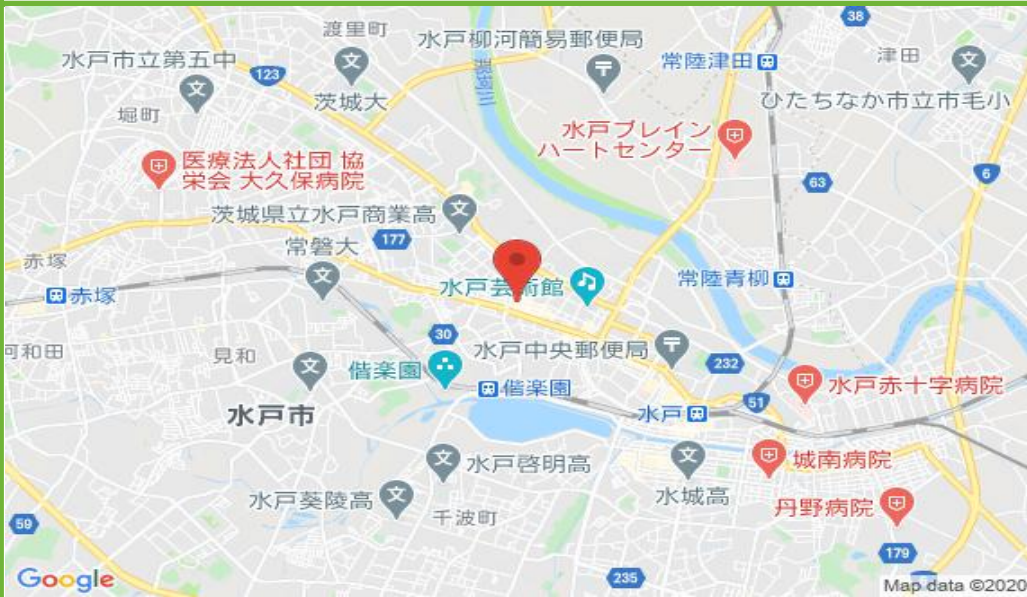 渡里町
38
水戸柳河簡易郵便局
津田
水戸市立第五中
123
常陸津田
茨城大
那珂川
ひたちなか市立市毛小
堀町
水戸ブレイン
ハートセンター
医療法人社団 協
栄会 大久保病院
63
6
茨城県立水戸商業高
常磐大
177
赤塚
赤塚
水戸芸術館
常陸青柳
30
河和田
見和
水戸中央郵便局
232
偕楽園
偕楽園
水戸赤十字病院
水戸市
水戸
51
水戸啓明高
城南病院
水戸葵陵高
水城高
丹野病院
千波町
59
179
235
Google
Map data ©2020